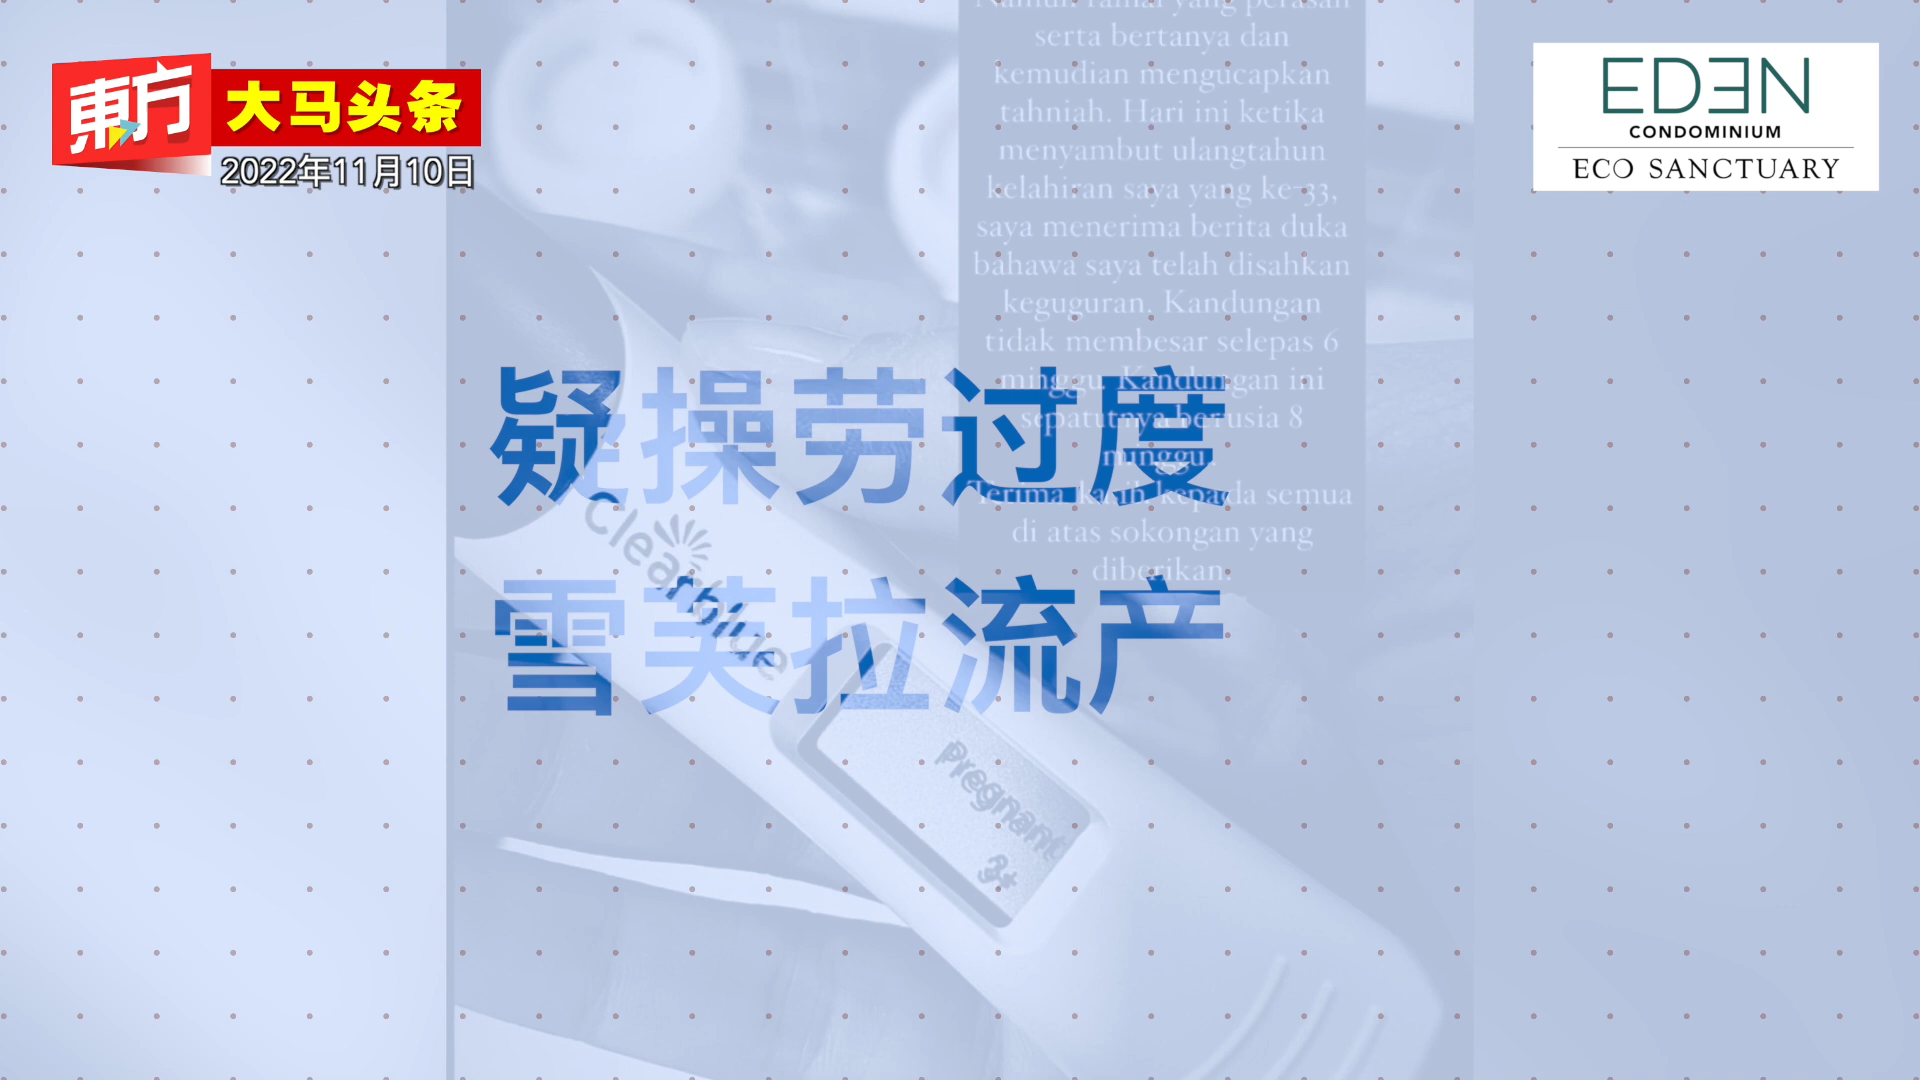 東方
大马头条
2022年11月10日
EDEN
CONDOMINIUM
ECO SANCTUARY
Namun ramai yang perasan
serta bertanya dan
kemudian mengucapkan
tahniah. Hari ini ketika
menyambut ulangtahun
kelahiran saya yang ke-33,
saya menerima berita duka
bahawa saya telah disahkan
keguguran. Kandungan
tidak membesar selepas 6
minggu. Kandungan ini
sepatutnya berusia 8
minggu.
Terima kasih kepada semua
di atas sokongan yang
diberikan.
疑操劳过度
雪芙拉流产
Clearblue
Pregnant
3+